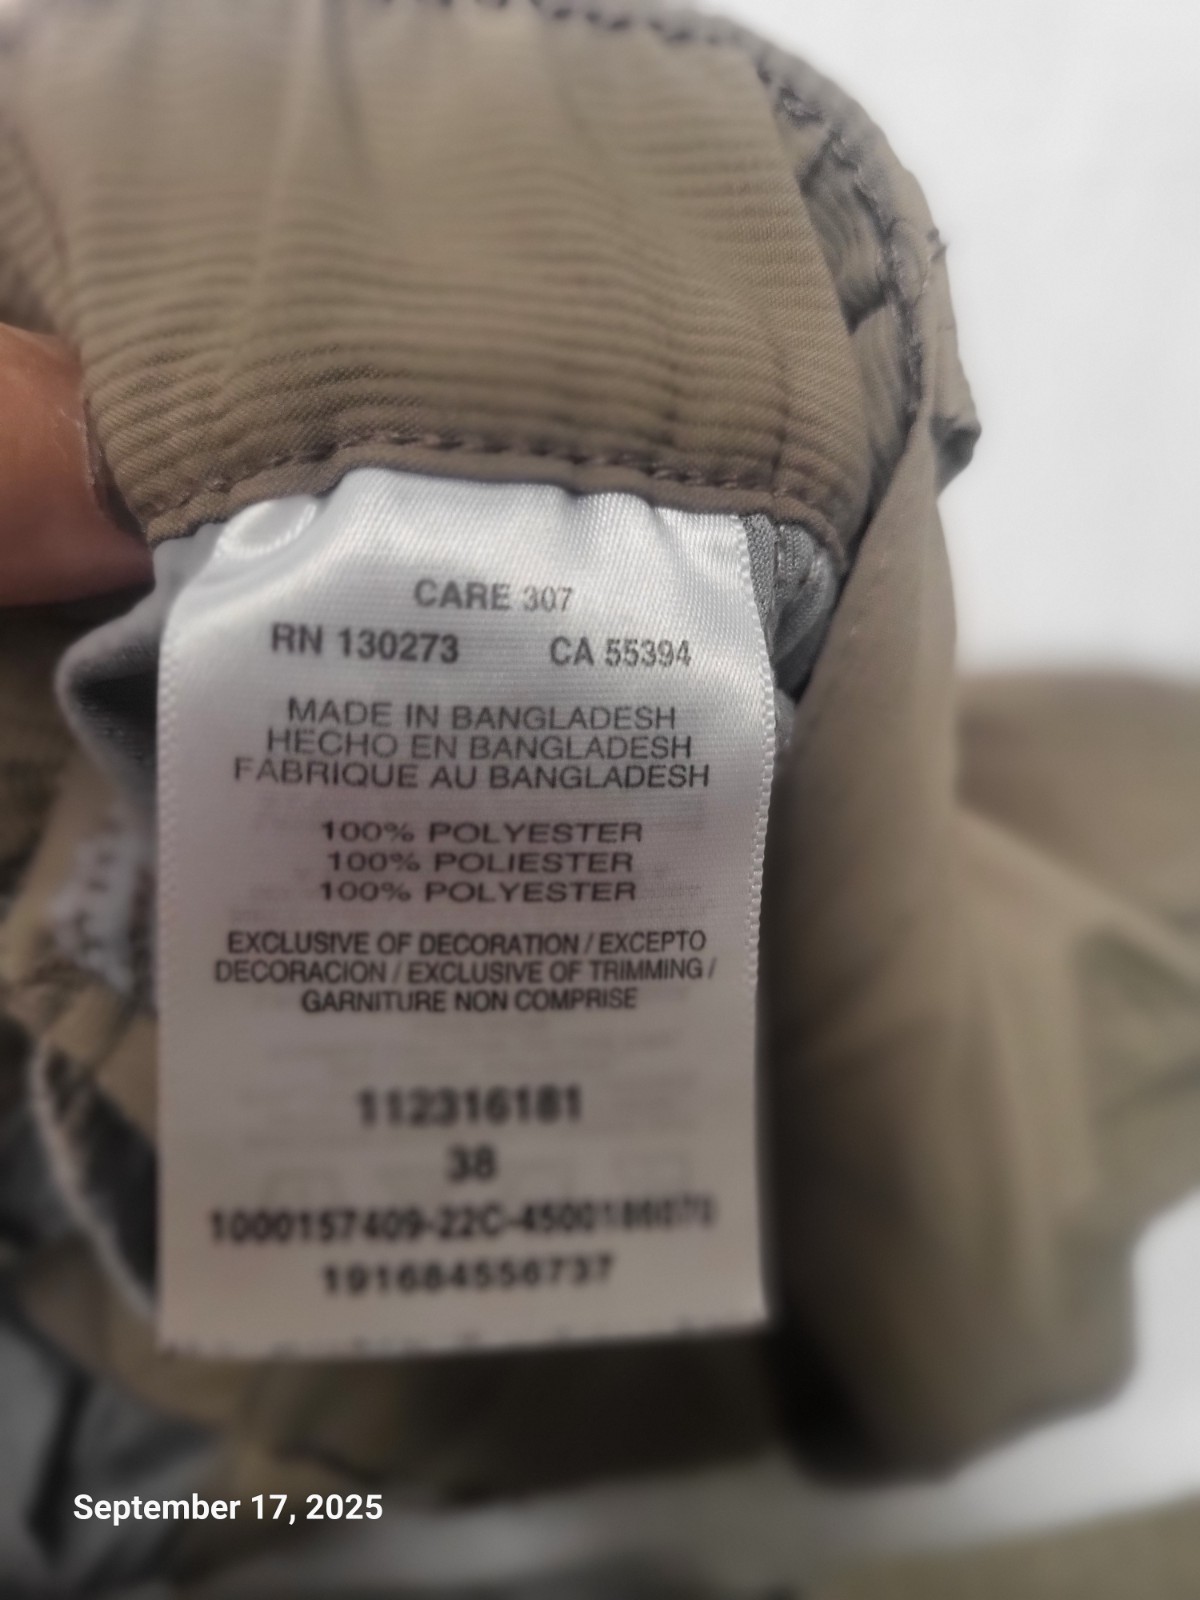 CARE 307
RN 130273 CA 55394
MADE IN BANGLADESH
HECHO EN BANGLADESH
FABRIQUE AU BANGLADESH
100% POLYESTER
100% POLIESTER
100% POLYESTER
EXCLUSIVE OF DECORATION / EXCEPTO
DECORACION / EXCLUSIVE OF TRIMMING /
GARNITURE NON COMPRISE
112316181
38
191684556737
September 17, 2025